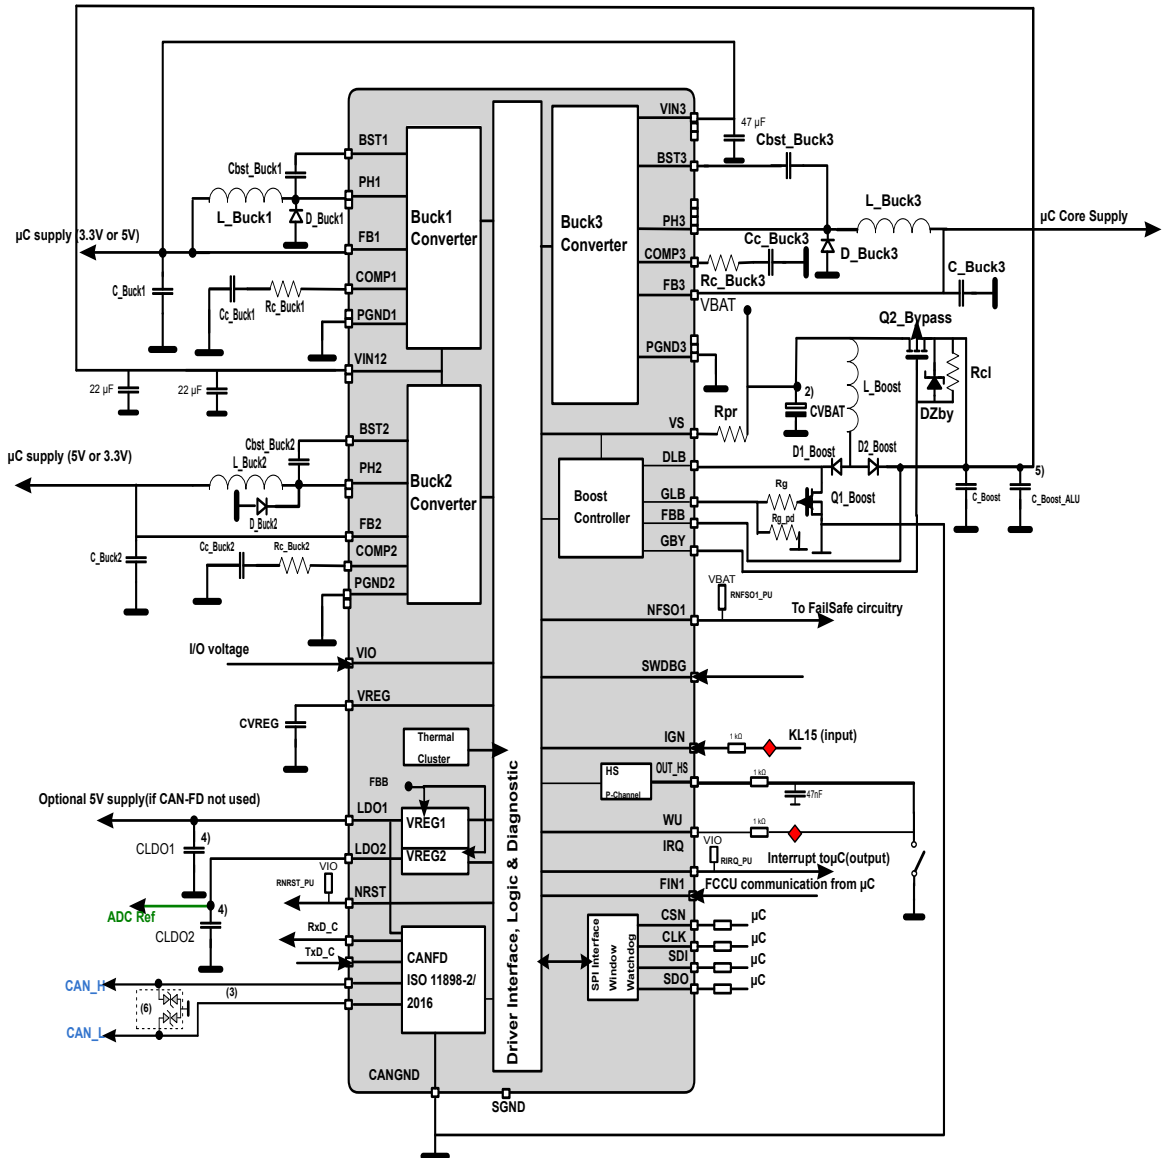 VIN3
47 µF
Cbst_Buck3
BST1
BST3
Cbst_Buck1
PH1
L_Buck3
L_Buck1
D_Buck1
Buck1
Converter
Buck3
Converter
PH3
µC Core Supply
µC supply (3.3V or 5V)
FB1
Cc_Buck3
D_Buck3
COMP3
Rc_Buck3
C_Buck3
COMP1
C_Buck1
Cc_Buck1
Rc_Buck1
FB3
VBAT
PGND1
Q2_Bypass
PGND3
VIN12
22 µF
22 µF
L_Boost
Rcl
2)
CVBAT
DZby
Rpr
VS
BST2
Cbst_Buck2
L_Buck2
µC supply (5V or 3.3V)
PH2
Buck2
Converter
D1_Boost
D2_Boost
DLB
5)
D_Buck2
Boost
Controller
GLB
Rg
Q1_Boost
C_Boost
C_Boost_ALU
FBB
Rg_pd
FB2
GBY
Cc_Buck2
Rc_Buck2
COMP2
C_Buck2
PGND2
VBAT
RNFSO1_PU
NFSO1
To FailSafe circuitry
I/O voltage
VIO
SWDBG
VREG
CVREG
Thermal
Cluster
IGN
1 kΩ
KL15 (input)
HS
P-Channel
OUT_HS
1 kΩ
47nF
FBB
Optional 5V supply(if CAN-FD not used)
LDO1
VREG1
WU
1 kΩ
4)
CLDO1
LDO2
VREG2
IRQ
VIO
RIRQ_PU
Interrupt toµC(output)
VIO
RNRST_PU
NRST
FIN1
FCCU communication from µC
ADC Ref
4)
CLDO2
RxD_C
TxD_C
CANFD
ISO 11898-2/
2016
CSN
µC
CLK
µC
SDI
µC
SDO
µC
SPI Interface
Window
Watchdog
CAN_H
(3)
(6)
CAN_L
Driver Interface, Logic & Diagnostic
CANGND
SGND